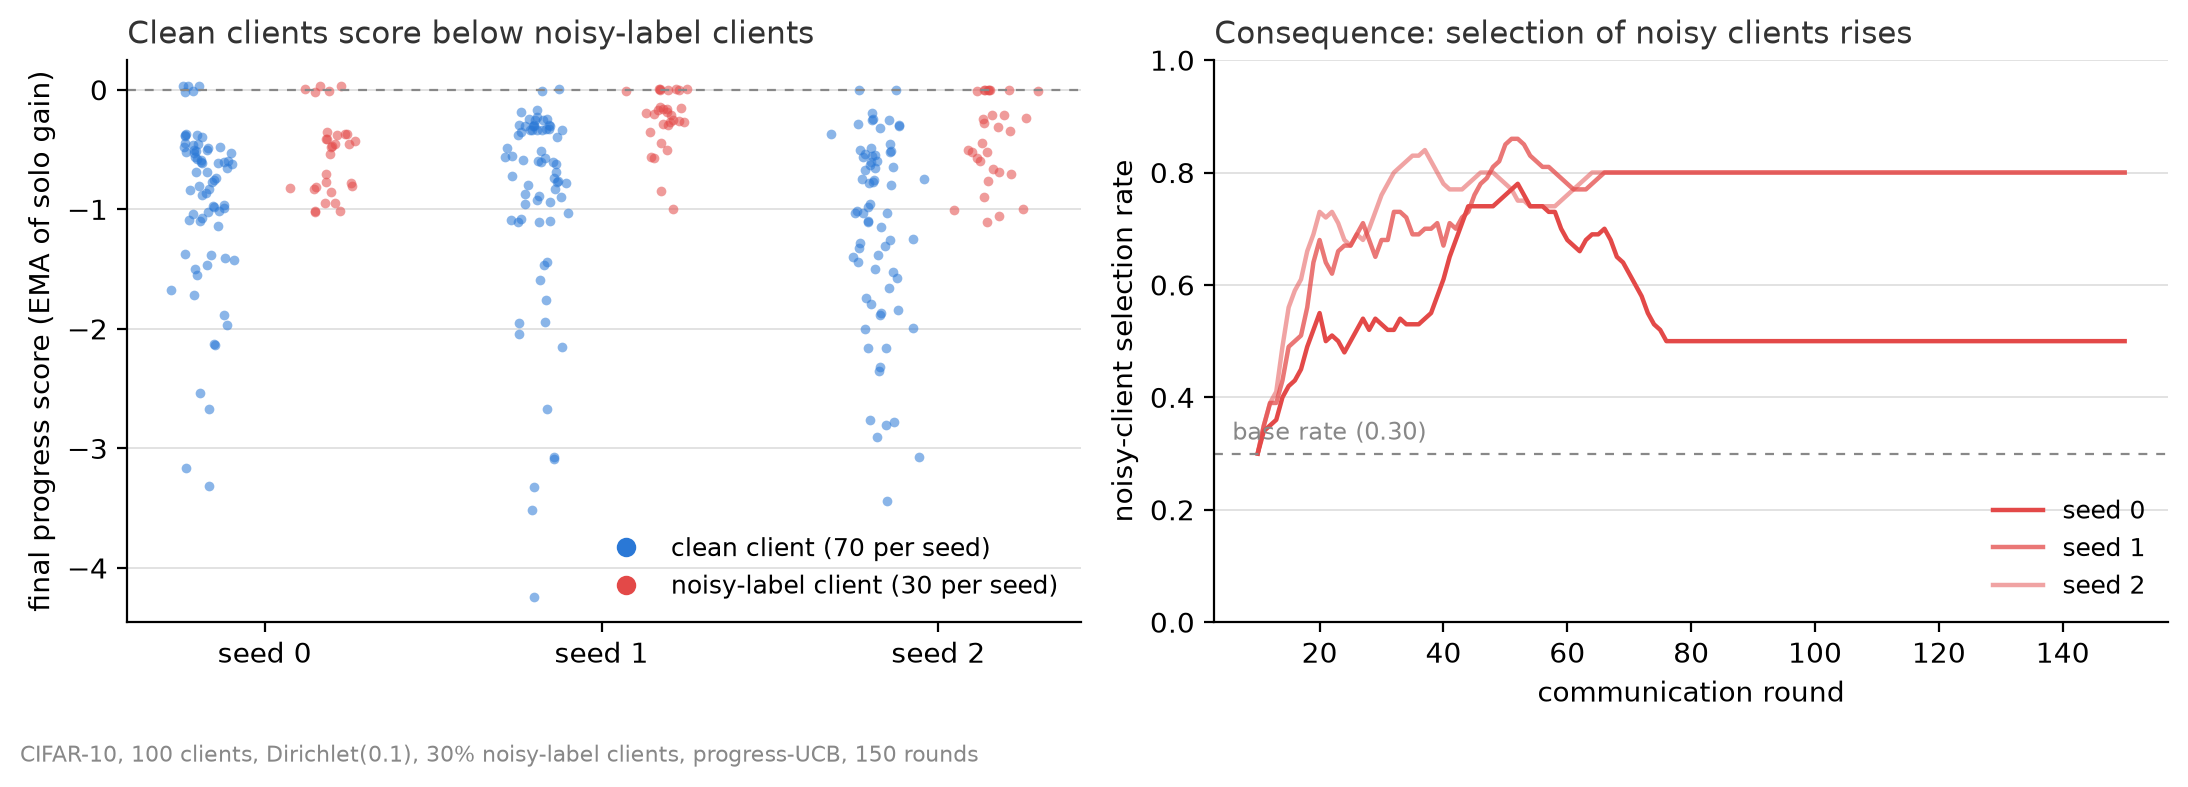 Clean clients score below noisy-label clients
final progress score (EMA of solo gain)
0
−1
−2
−3
−4
clean client (70 per seed)
noisy-label client (30 per seed)
seed 0
seed 1
seed 2
Consequence: selection of noisy clients rises
noisy-client selection rate
1.0
0.8
0.6
0.4
0.2
0.0
base rate (0.30)
seed 0
seed 1
seed 2
20
40
60
80
100
120
140
communication round
CIFAR-10, 100 clients, Dirichlet(0.1), 30% noisy-label clients, progress-UCB, 150 rounds